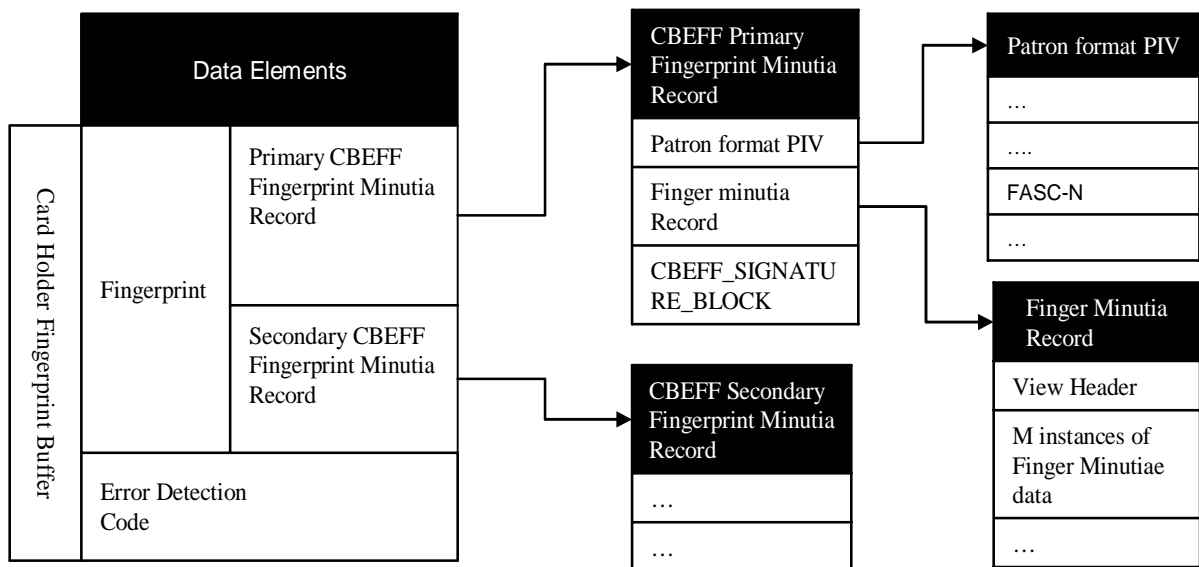 Data Elements
Card Holder Fingerprint Buffer
Fingerprint
Primary CBEFF
Fingerprint Minutia
Record
Secondary CBEFF
Fingerprint Minutia
Record
Error Detection
Code
CBEFF Primary
Fingerprint Minutia
Record
Patron format PIV
Finger minutia
Record
CBEFF_SIGNATU
RE_BLOCK
CBEFF Secondary
Fingerprint Minutia
Record
…
…
Patron format PIV
…
….
FASC-N
…
Finger Minutia
Record
View Header
M instances of
Finger Minutiae
data
…